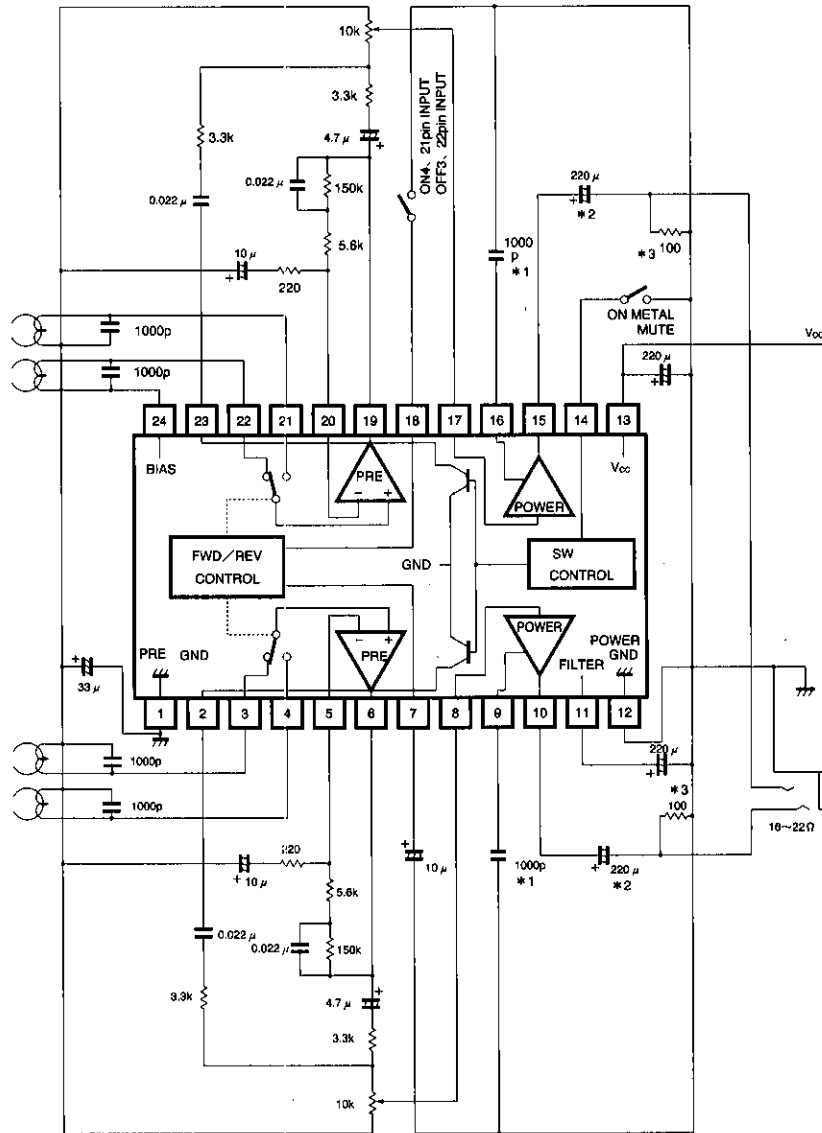 10k
3.3k
3.3k
4.7μ
+
ON4、21pin INPUT
OFF3、22pin INPUT
0.022μ
0.022μ
150k
5.6k
10μ
+
220
220μ
+
*2
*3
100
1000
p
*1
ON METAL
MUTE
220μ
+
1000p
1000p
24
23
22
21
20
19
18
17
16
15
14
13
BIAS
PRE
− +
POWER
Vcc
FWD/REV
CONTROL
GND
SW
CONTROL
PRE GND
− +
PRE
POWER
FILTER
POWER
GND
+
33μ
1
2
3
4
5
6
7
8
9
10
11
12
1000p
1000p
220μ
+
*3
100
16~22Ω
+ 10μ
5.6k
+
10μ
1000p
*1
220μ
+
*2
0.022μ
0.022μ
150k
3.3k
4.7μ
+
3.3k
10k